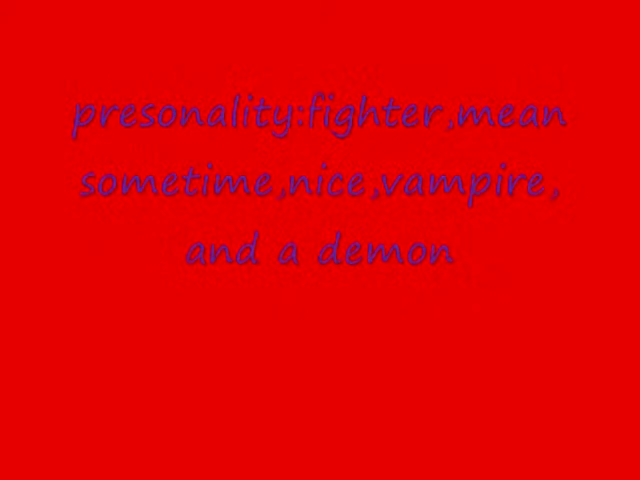 presonality:fighter,mean
sometime,nice,vampire,
and a demon